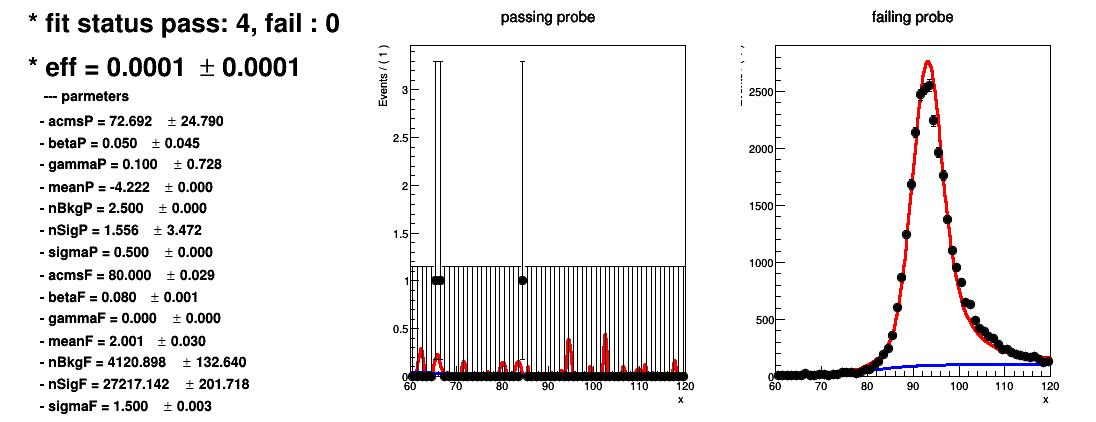 * fit status pass: 4, fail : 0
* eff = 0.0001 ± 0.0001
--- parmeters
- acmsP = 72.692 ± 24.790
- betaP = 0.050 ± 0.045
- gammaP = 0.100 ± 0.728
- meanP = -4.222 ± 0.000
- nBkgP = 2.500 ± 0.000
- nSigP = 1.556 ± 3.472
- sigmaP = 0.500 ± 0.000
- acmsF = 80.000 ± 0.029
- betaF = 0.080 ± 0.001
- gammaF = 0.000 ± 0.000
- meanF = 2.001 ± 0.030
- nBkgF = 4120.898 ± 132.640
- nSigF = 27217.142 ± 201.718
- sigmaF = 1.500 ± 0.003
passing probe
Events / ( 1 )
3
2.5
2
1.5
1
0.5
0
60 70 80 90 100 110 120
x
failing probe
2500
2000
1500
1000
500
0
60 70 80 90 100 110 120
x